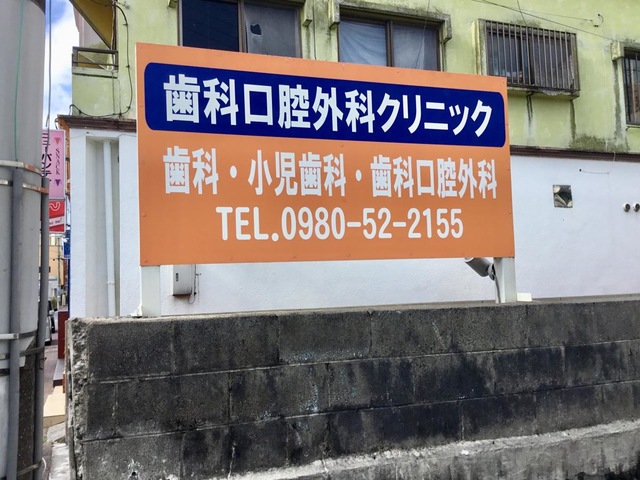 歯科口腔外科クリニック
歯科・小児歯科・歯科口腔外科
TEL.0980-52-2155
SNACK